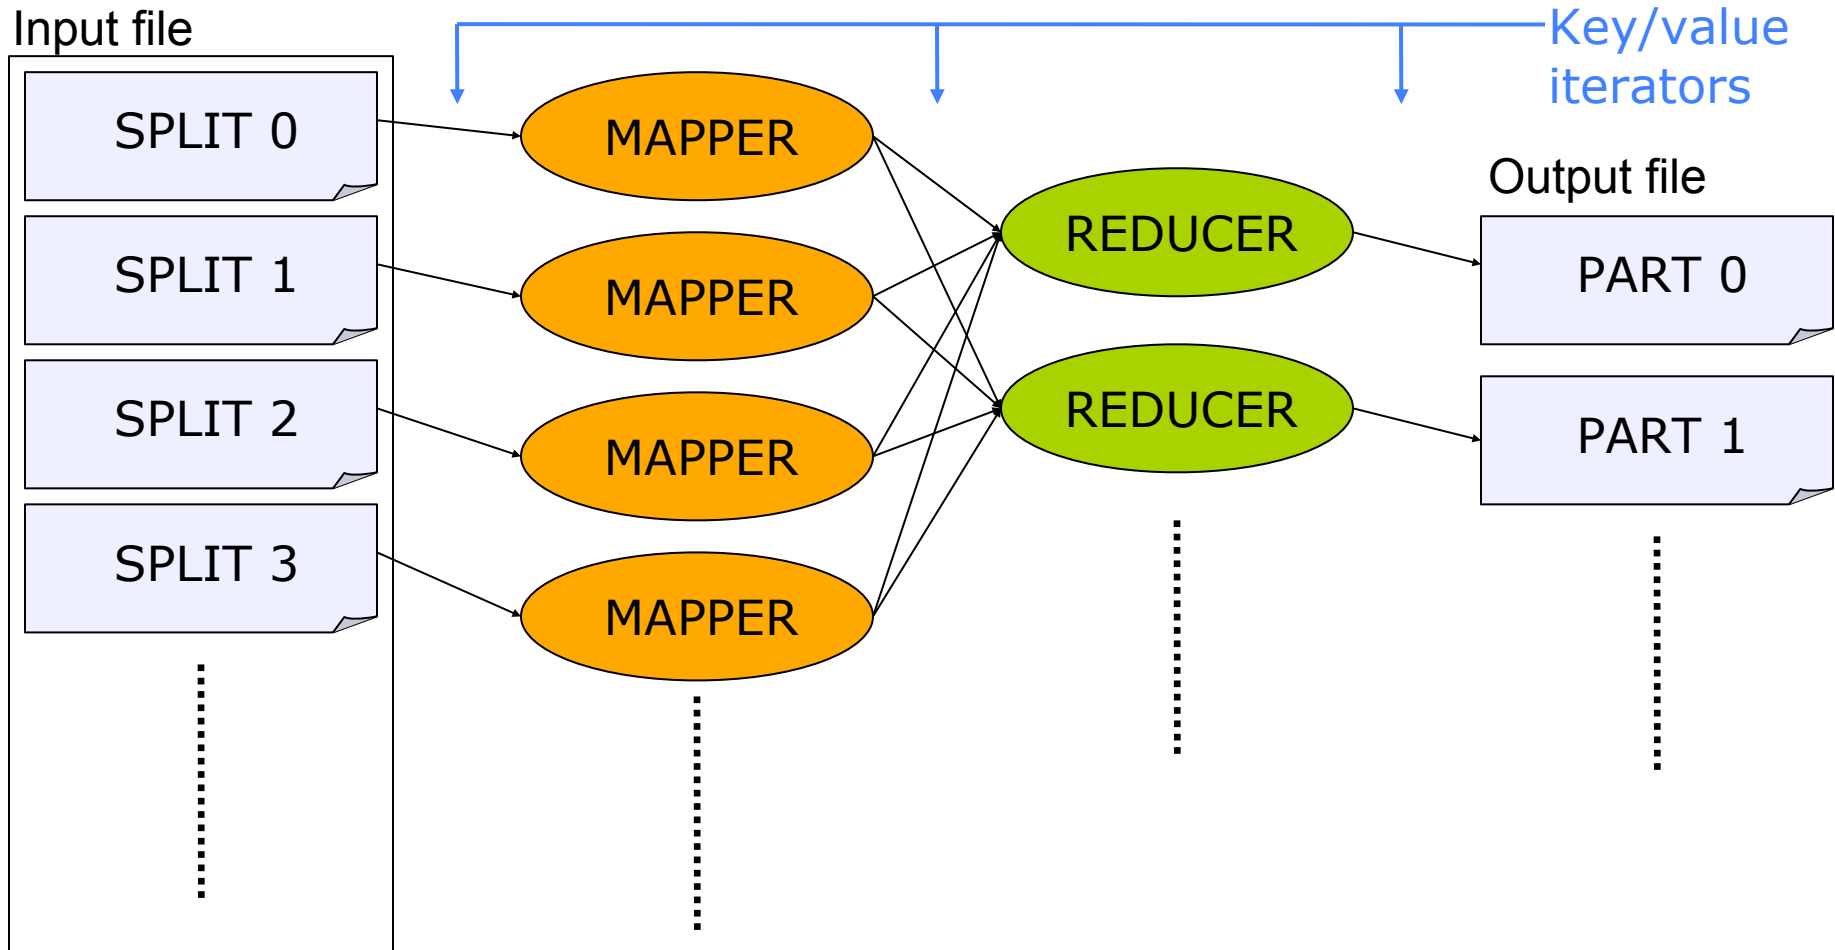 Input file
Key/value
iterators
SPLIT 0
MAPPER
Output file
REDUCER
PART 0
SPLIT 1
MAPPER
SPLIT 2
MAPPER
REDUCER
PART 1
SPLIT 3
MAPPER